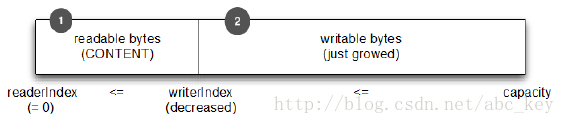 1
2
readable bytes
(CONTENT)
writable bytes
(just growed)
readerIndex
(= 0)
<=
writerIndex
(decreased)
<=
capacity
http://blog.csdn.net/abc_key